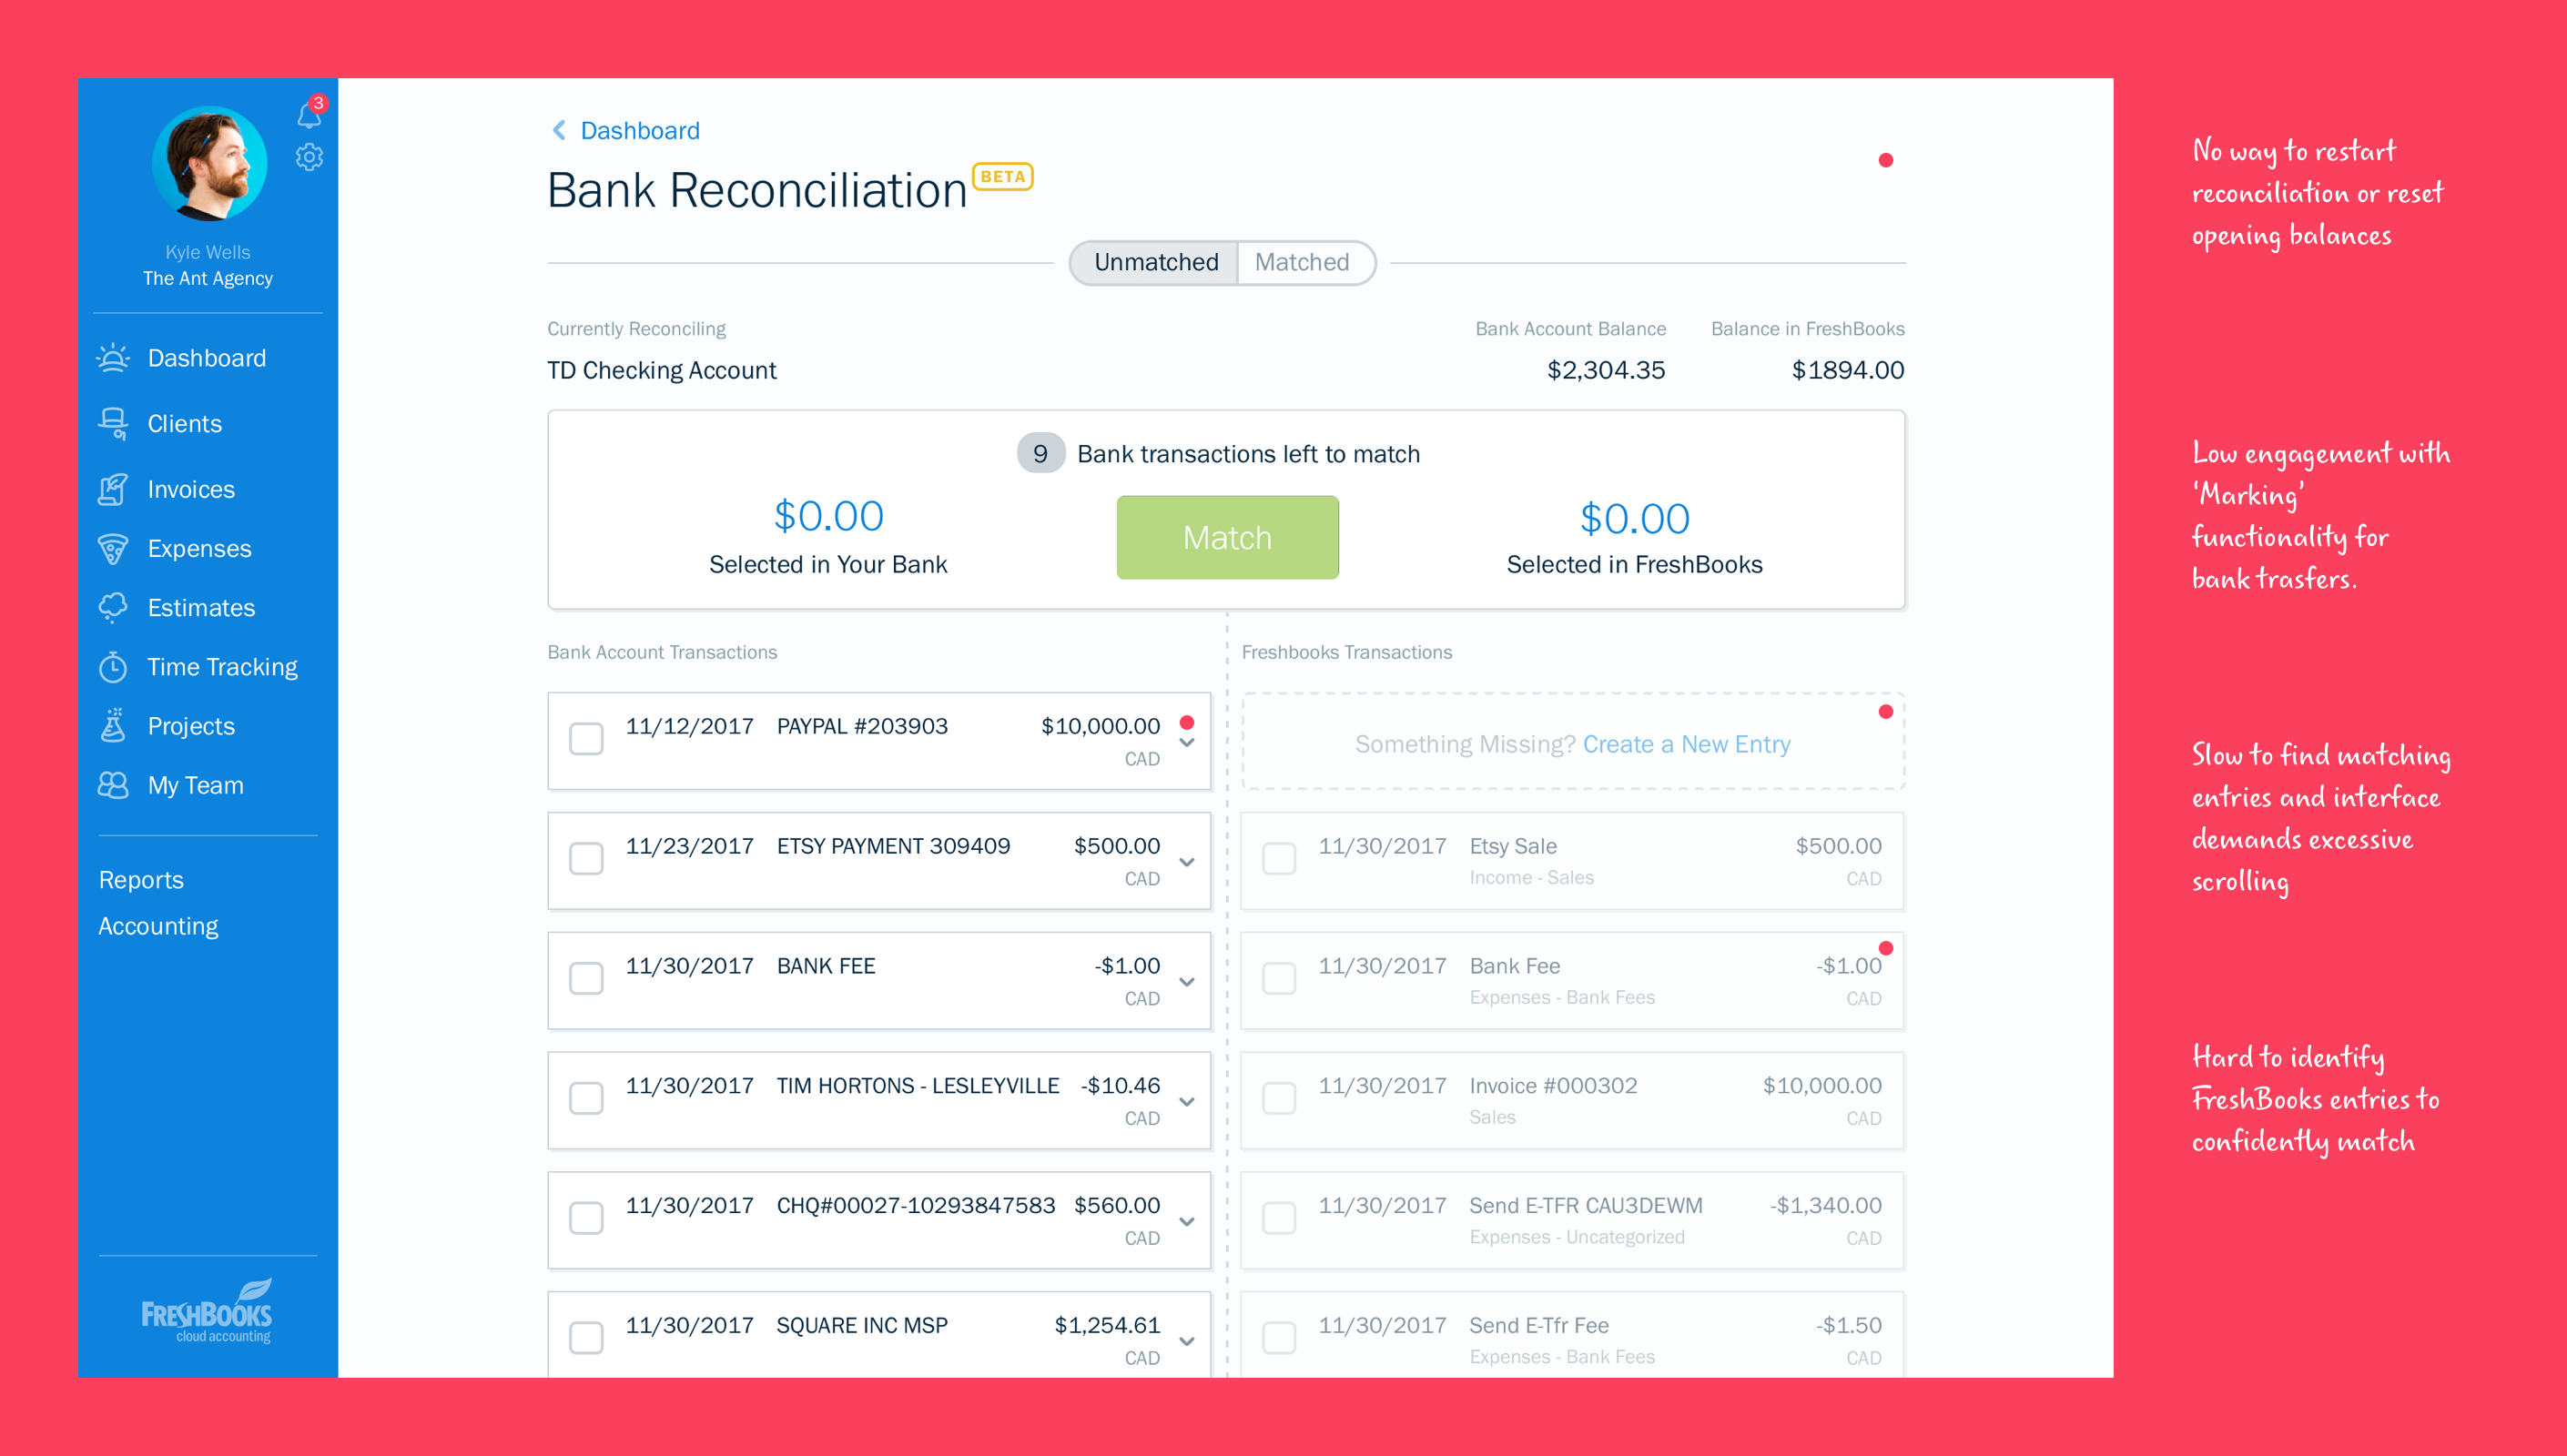 3
Kyle Wells
The Ant Agency
Dashboard
Clients
Invoices
Expenses
Estimates
Time Tracking
Projects
My Team
Reports
Accounting
FRESHBOOKS
cloud accounting
Dashboard
Bank Reconciliation BETA
Unmatched Matched
Currently Reconciling Bank Account Balance Balance in FreshBooks
TD Checking Account $2,304.35 $1894.00
9 Bank transactions left to match
$0.00 Match $0.00
Selected in Your Bank Selected in FreshBooks
Bank Account Transactions
11/12/2017 PAYPAL #203903 $10,000.00
CAD
11/23/2017 ETSY PAYMENT 309409 $500.00
CAD
11/30/2017 BANK FEE -$1.00
CAD
11/30/2017 TIM HORTONS - LESLEYVILLE -$10.46
CAD
11/30/2017 CHQ#00027-10293847583 $560.00
CAD
11/30/2017 SQUARE INC MSP $1,254.61
CAD
Freshbooks Transactions
Something Missing? Create a New Entry
11/30/2017 Etsy Sale $500.00
Income - Sales CAD
11/30/2017 Bank Fee -$1.00
Expenses - Bank Fees CAD
11/30/2017 Invoice #000302 $10,000.00
Sales CAD
11/30/2017 Send E-TFR CAU3DEWM -$1,340.00
Expenses - Uncategorized CAD
11/30/2017 Send E-Tfr Fee -$1.50
Expenses - Bank Fees CAD
No way to restart
reconciliation or reset
opening balances
Low engagement with
‘Marking’
functionality for
bank trasfers.
Slow to find matching
entries and interface
demands excessive
scrolling
Hard to identify
FreshBooks entries to
confidently match